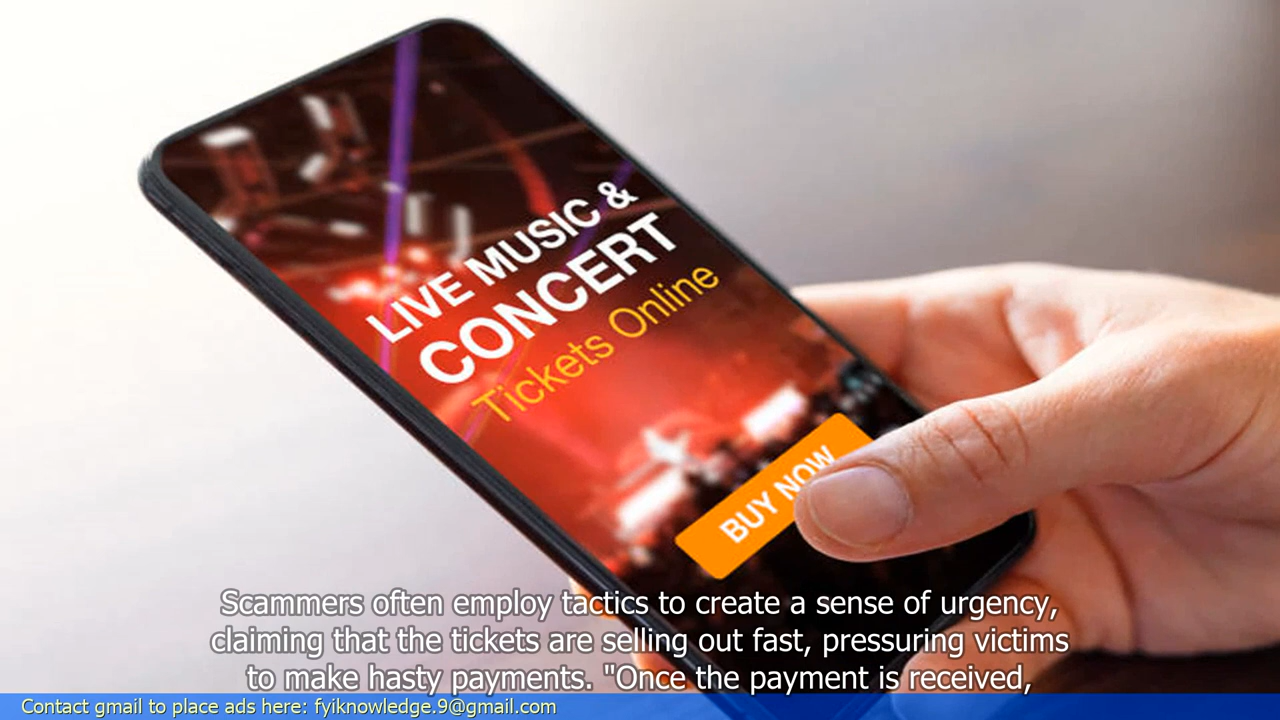 LIVE MUSIC &
CONCERT
Tickets Online
BUY NOW
Scammers often employ tactics to create a sense of urgency,
claiming that the tickets are selling out fast, pressuring victims
to make hasty payments. "Once the payment is received,
Contact gmail to place ads here: fyiknowledge.9@gmail.com